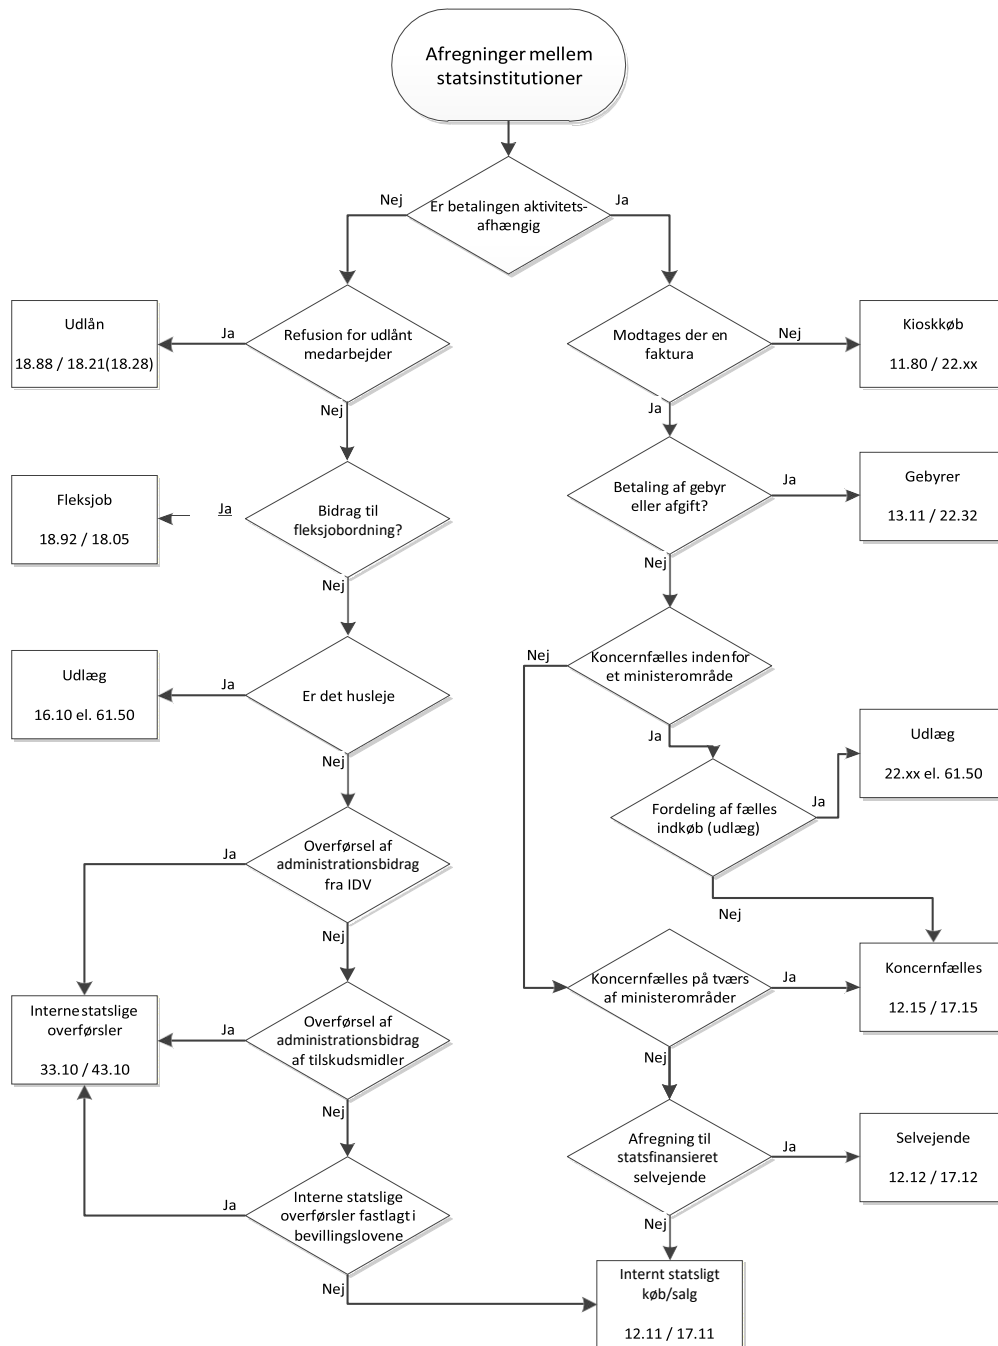 Afregninger mellem
statsinstitutioner
Er betalingen aktivitets-
afhængig
Nej
Ja
Refusion for udlånt
medarbejder
Ja
Udlån
18.88 / 18.21(18.28)
Nej
Bidrag til
fleksjobordning?
Ja
Fleksjob
18.92 / 18.05
Nej
Er det husleje
Ja
Udlæg
16.10 el. 61.50
Nej
Overførsel af
administrationsbidrag
fra IDV
Ja
Nej
Overførsel af
administrationsbidrag
af tilskudsmidler
Ja
Interne statslige
overførsler
33.10 / 43.10
Nej
Interne statslige
overførsler fastlagt i
bevillingslovene
Ja
Nej
Modtages der en
faktura
Nej
Kioskkøb
11.80 / 22.xx
Ja
Betaling af gebyr
eller afgift?
Ja
Gebyrer
13.11 / 22.32
Nej
Koncernfælles indenfor
et ministerområde
Nej
Ja
Fordeling af fælles
indkøb (udlæg)
Ja
Udlæg
22.xx el. 61.50
Nej
Koncernfælles på tværs
af ministerområder
Ja
Koncernfælles
12.15 / 17.15
Nej
Afregning til
statsfinansieret
selvejende
Ja
Selvejende
12.12 / 17.12
Nej
Internt statsligt
køb/salg
12.11 / 17.11